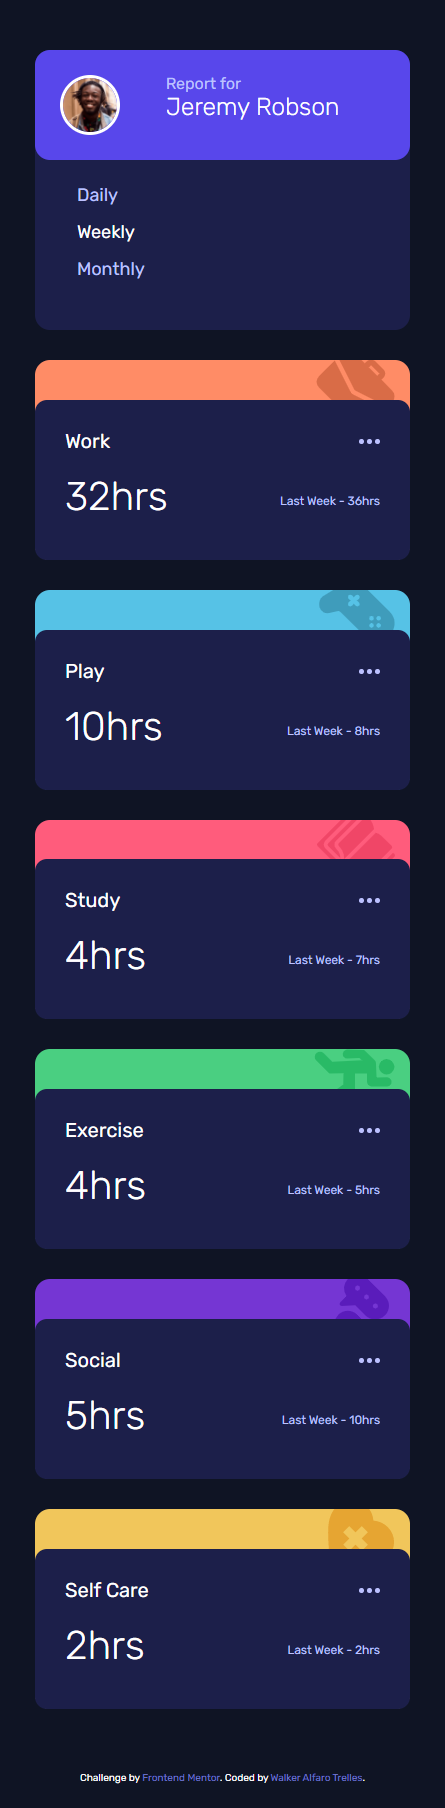 Report for
Jeremy Robson
Daily
Weekly
Monthly
Work
32hrs
Last Week - 36hrs
Play
10hrs
Last Week - 8hrs
Study
4hrs
Last Week - 7hrs
Exercise
4hrs
Last Week - 5hrs
Social
5hrs
Last Week - 10hrs
Self Care
2hrs
Last Week - 2hrs
Challenge by Frontend Mentor. Coded by Walker Alfaro Trelles.